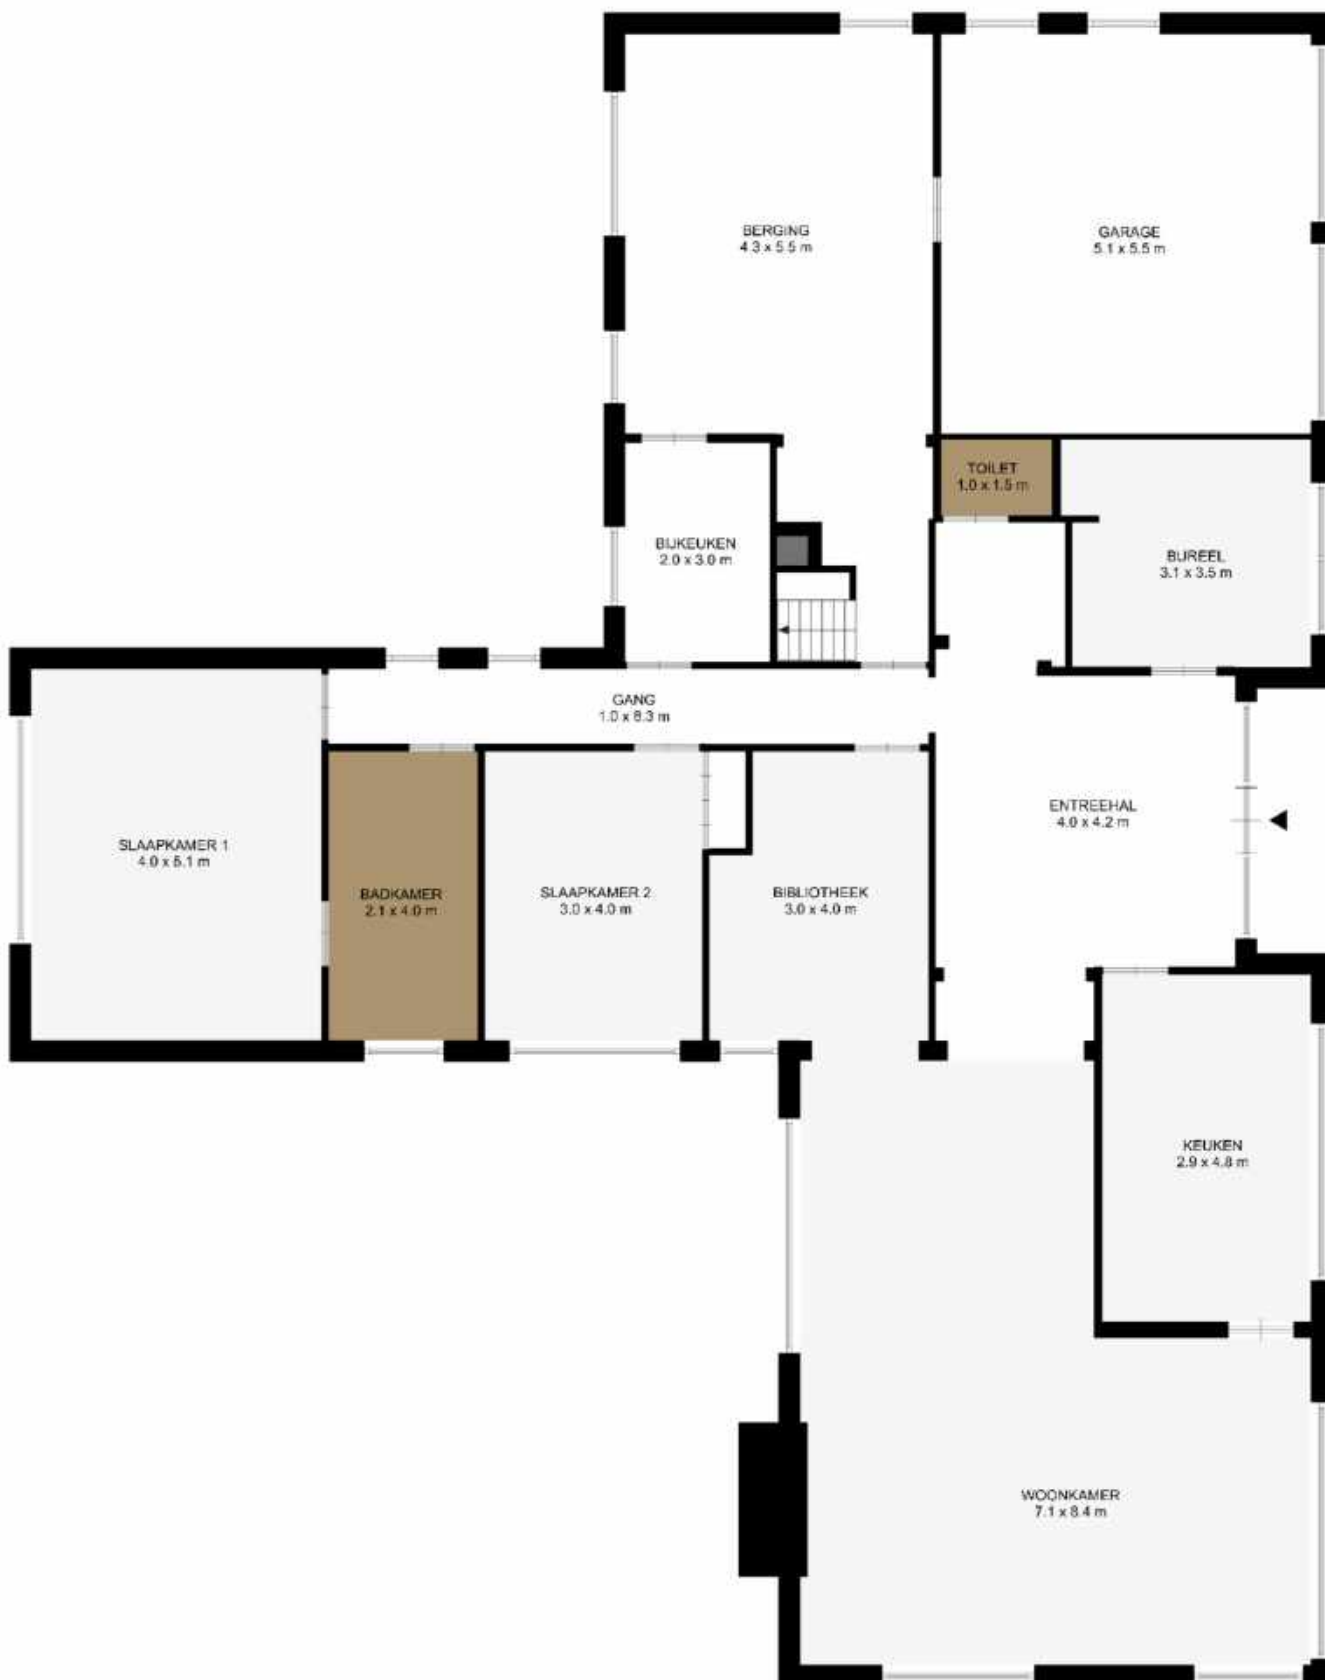 BERGING
4.3 x 5.5 m
GARAGE
5.1 x 5.5 m
TOILET
1.0 x 1.5 m
BIJKEUKEN
2.0 x 3.0 m
BUREEL
3.1 x 3.5 m
GANG
1.0 x 8.3 m
ENTREEHAL
4.0 x 4.2 m
SLAAPKAMER 1
4.0 x 5.1 m
BADKAMER
2.1 x 4.0 m
SLAAPKAMER 2
3.0 x 4.0 m
BIBLIOTHEEK
3.0 x 4.0 m
KEUKEN
2.9 x 4.8 m
WOONKAMER
7.1 x 8.4 m